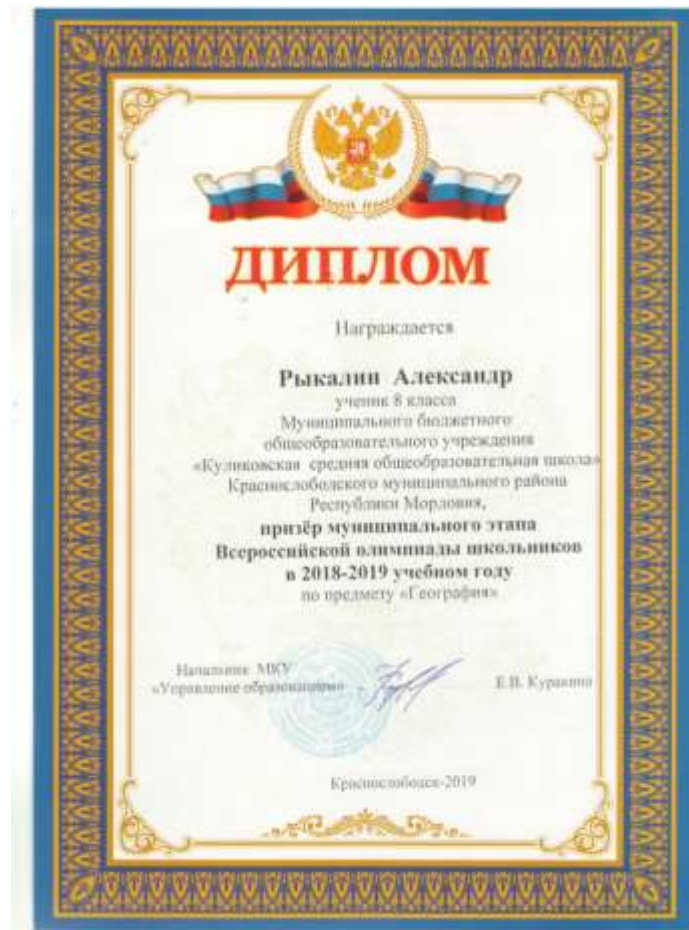 ДИПЛОМ
Награждается
Рыкалин Александр
ученик 8 класса
Муниципального бюджетного
общеобразовательного учреждения
«Куликовская средняя общеобразовательная школа»
Краснослободского муниципального района
Республики Мордовия,
призёр муниципального этапа
Всероссийской олимпиады школьников
в 2018-2019 учебном году
по предмету «География»
Начальник МКУ
«Управление образованием»
Е.В. Куракина
Краснослободск-2019